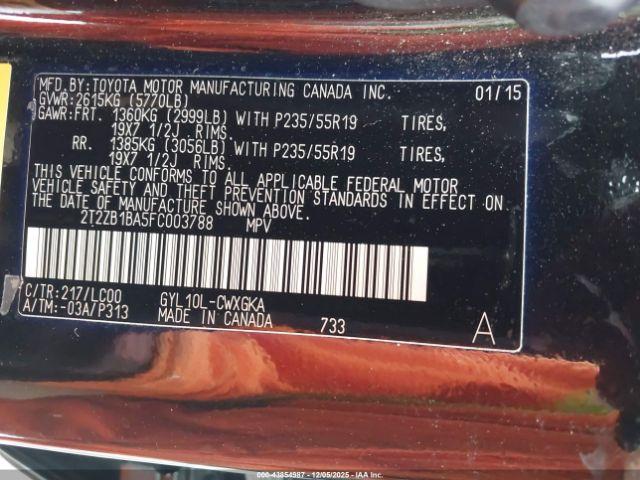 MFD.BY:TOYOTA MOTOR MANUFACTURING CANADA INC. 01/15
GVWR:2615KG (5770LB)
GAWR:FRT. 1360KG (2999LB) WITH P235/55R19 TIRES,
19X7 1/2J RIMS.
RR. 1385KG (3056LB) WITH P235/55R19 TIRES,
19X7 1/2J RIMS.
THIS VEHICLE CONFORMS TO ALL APPLICABLE FEDERAL MOTOR
VEHICLE SAFETY AND THEFT PREVENTION STANDARDS IN EFFECT ON
THE DATE OF MANUFACTURE SHOWN ABOVE.
2T2ZB1BA5FC003788 MPV
C/TR:217/LC00 GYL10L-CWXGKA
A/TM:-03A/P313 MADE IN CANADA 733 A
000-43854987 - 12/05/2025 - IAA Inc.